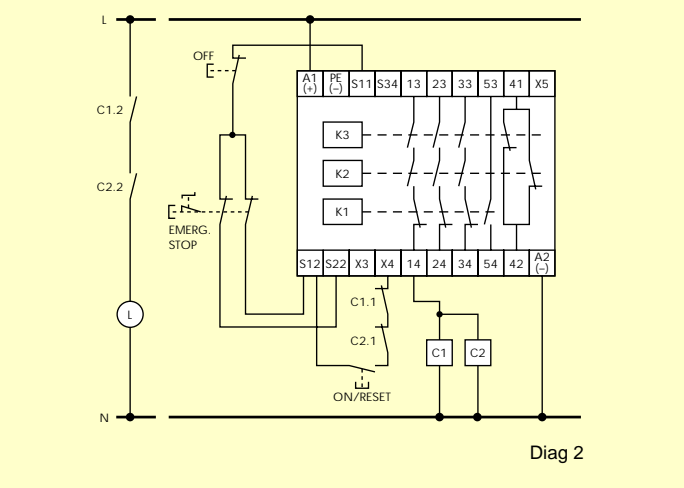 L
OFF
A1 (+)
PE (−)
S11
S34
13
23
33
53
41
X5
C1.2
K3
K2
C2.2
K1
EMERG.
STOP
S12
S22
X3
X4
14
24
34
54
42
A2 (−)
C1.1
L
C2.1
C1
C2
ON/RESET
N
Diag 2